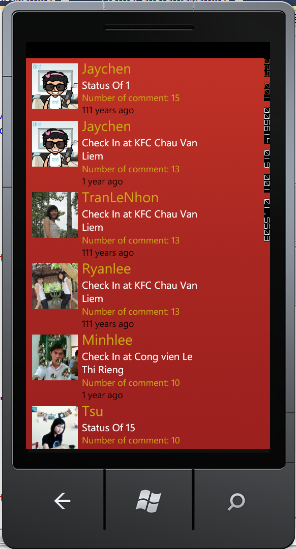 Jaychen
Status Of 1
Number of comment: 15
111 years ago
Jaychen
Check In at KFC Chau Van
Liem
Number of comment: 13
1 year ago
TranLeNhon
Check In at KFC Chau Van
Liem
Number of comment: 13
111 years ago
Ryanlee
Check In at KFC Chau Van
Liem
Number of comment: 13
111 years ago
Minhlee
Check In at Cong vien Le
Thi Rieng
Number of comment: 10
1 year ago
Tsu
Status Of 15
Number of comment: 10